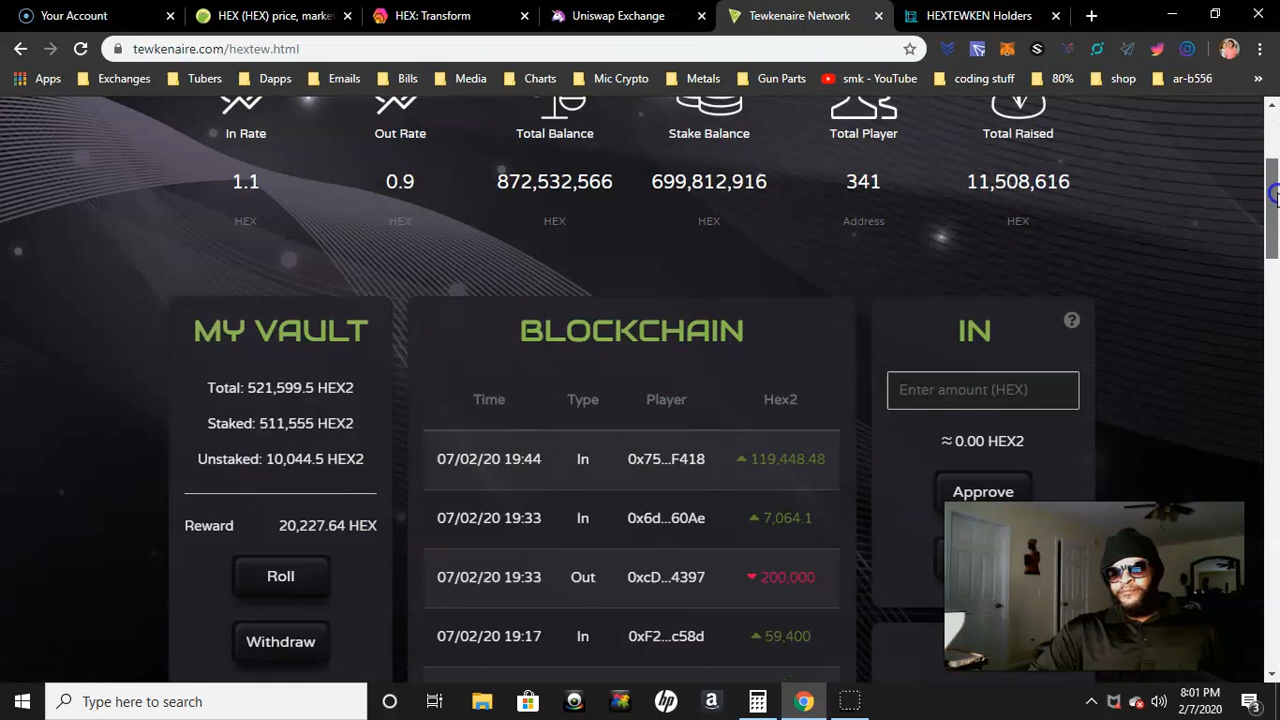 Your Account
HEX (HEX) price, marke
HEX: Transform
Uniswap Exchange
Tewkenaire Network
HEXTEWKEN Holders
tewkenaire.com/hextew.html
Apps Exchanges Tubers Dapps Emails Bills Media Charts Mic Crypto Metals Gun Parts smk - YouTube coding stuff 80% shop ar-b556 »
In Rate Out Rate Total Balance Stake Balance Total Player Total Raised
1.1 0.9 872,532,566 699,812,916 341 11,508,616
HEX HEX HEX HEX Address HEX
MY VAULT
Total: 521,599.5 HEX2
Staked: 511,555 HEX2
Unstaked: 10,044.5 HEX2
Reward 20,227.64 HEX
Roll
Withdraw
BLOCKCHAIN
Time Type Player Hex2
07/02/20 19:44 In 0x75...F418 119,448.48
07/02/20 19:33 In 0x6d...60Ae 7,064.1
07/02/20 19:33 Out 0xcD...4397 200,000
07/02/20 19:17 In 0xF2...c58d 59,400
?
IN
Enter amount (HEX)
≈ 0.00 HEX2
Approve
Type here to search
hp
a
8:01 PM
2/7/2020
3